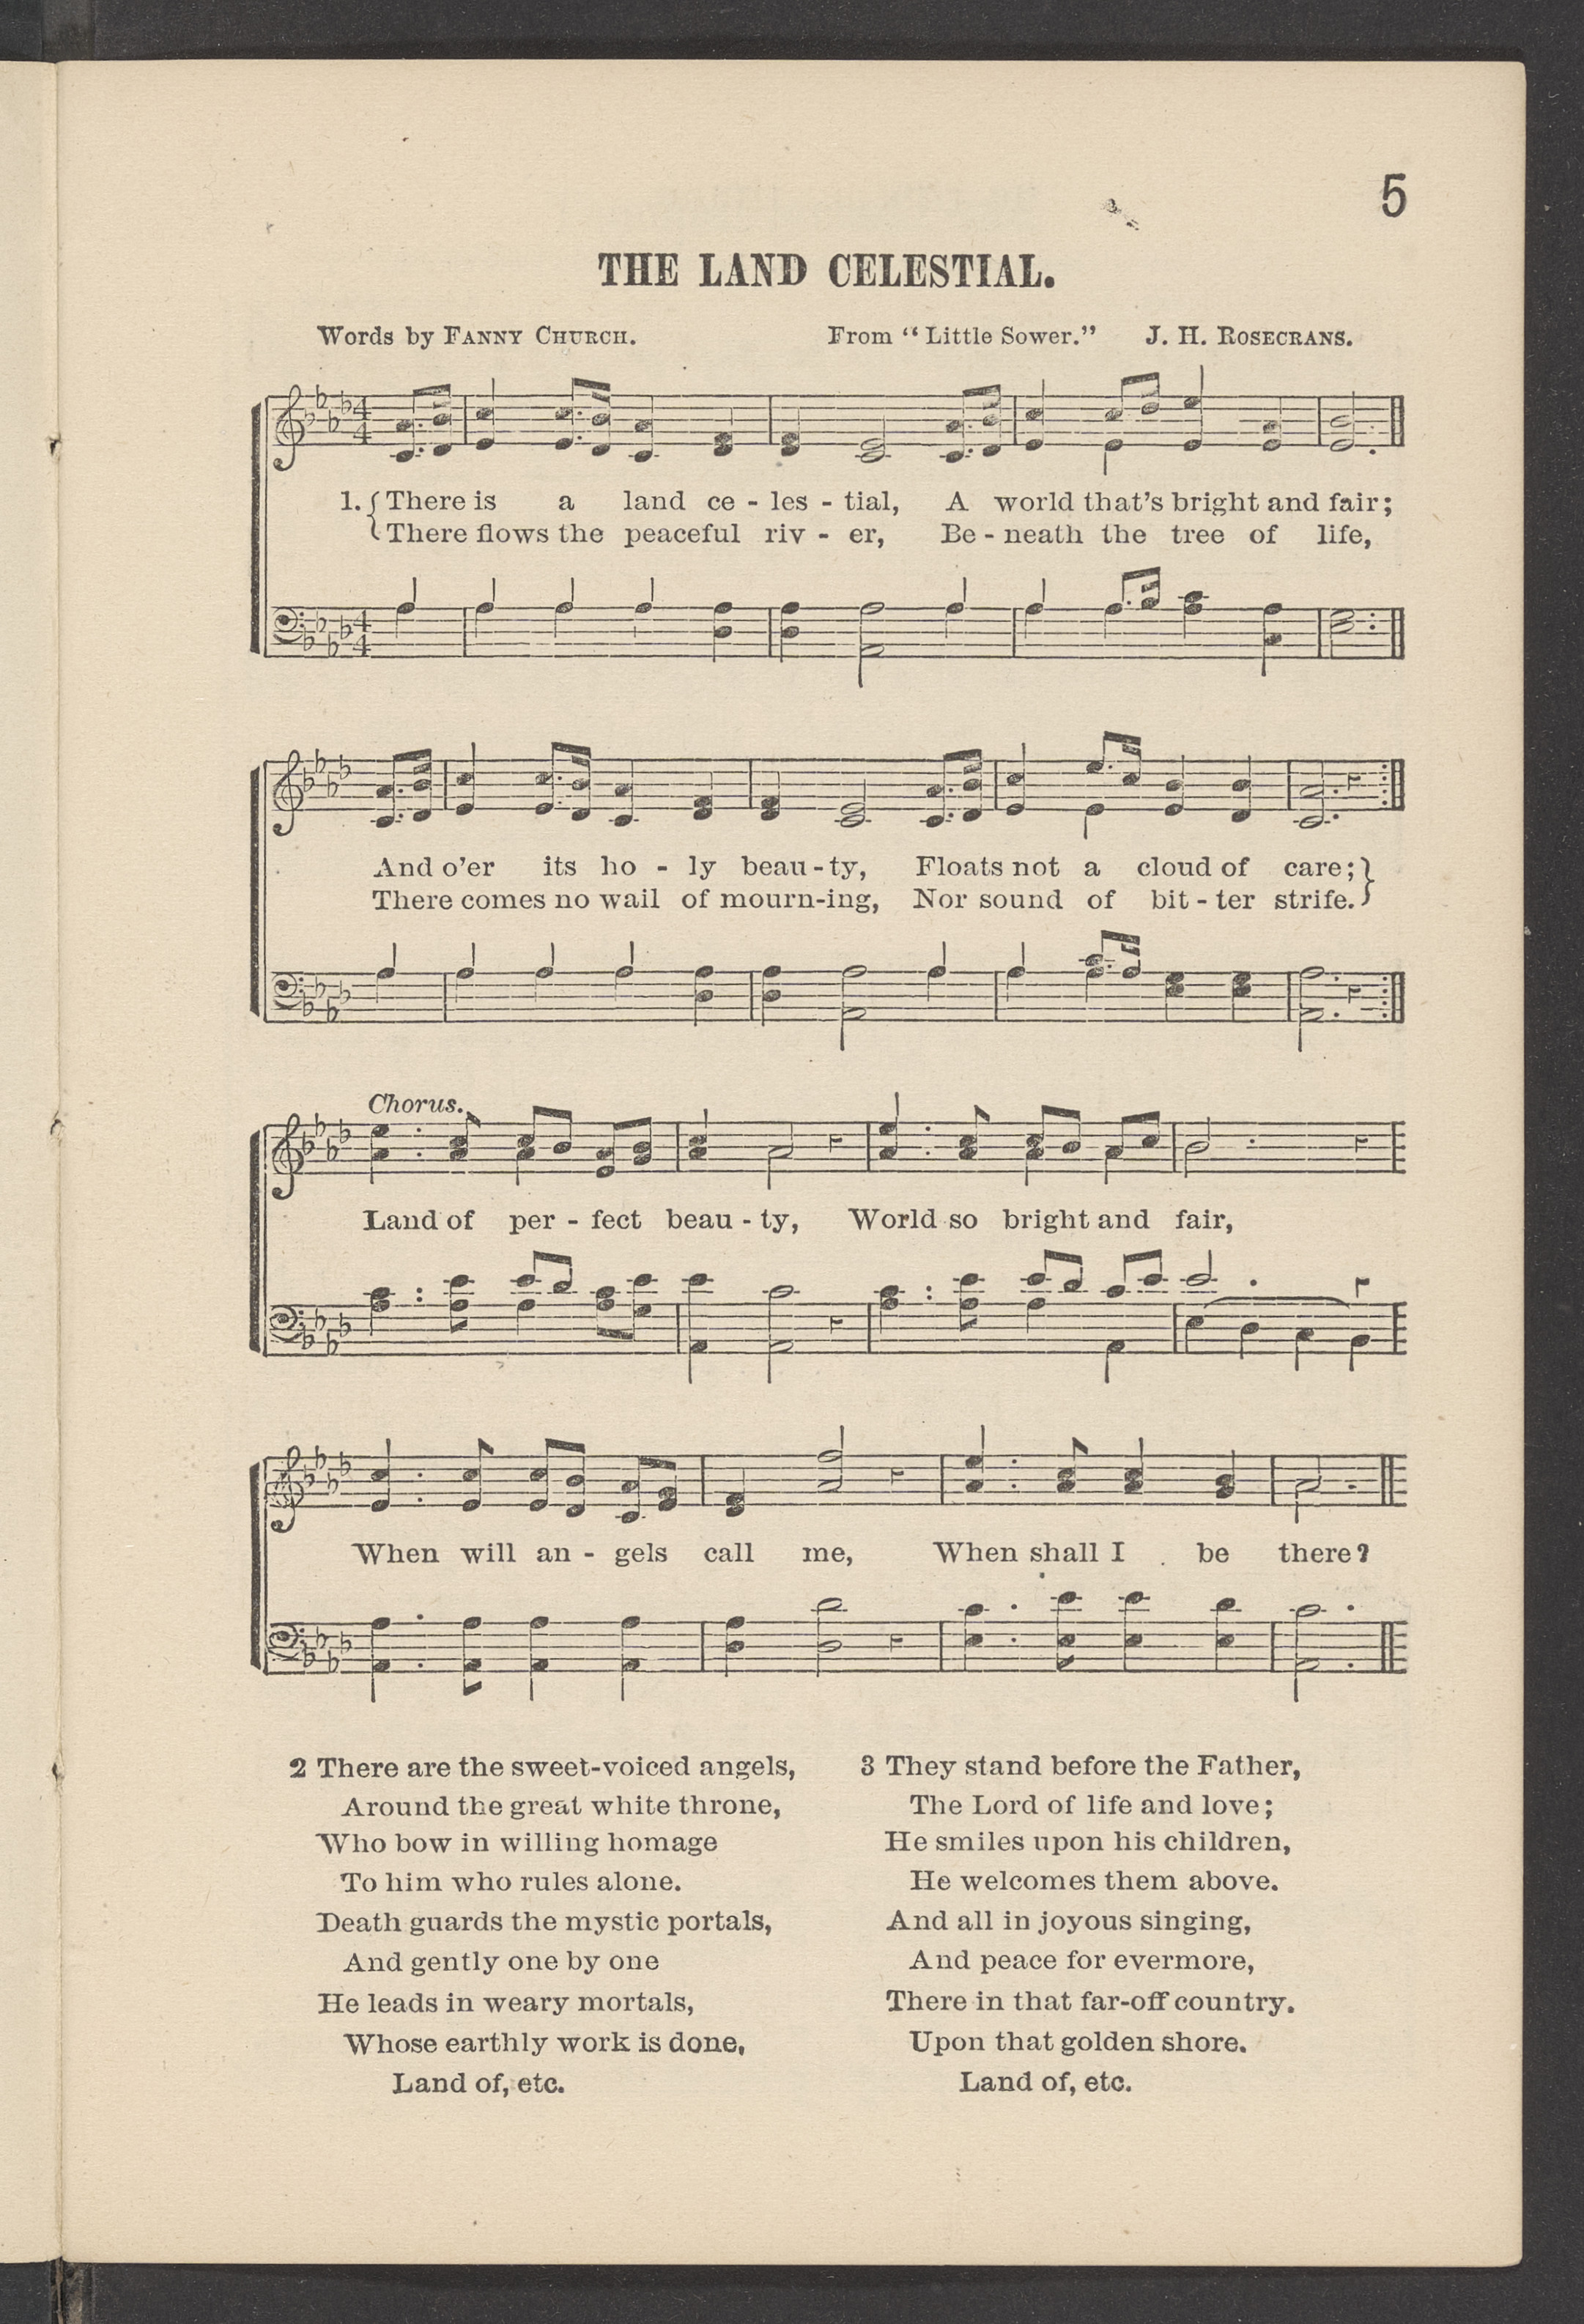 5
THE LAND CELESTIAL.
Words by FANNY CHURCH. From "Little Sower." J. H. ROSECRANS.
1. { There is a land ce - les - tial, A world that's bright and fair;
There flows the peaceful riv - er, Be - neath the tree of life,
And o'er its ho - ly beau - ty, Floats not a cloud of care; }
There comes no wail of mourn-ing, Nor sound of bit - ter strife.
Chorus.
Land of per - fect beau - ty, World so bright and fair,
When will an - gels call me, When shall I be there?
2 There are the sweet-voiced angels,
Around the great white throne,
Who bow in willing homage
To him who rules alone.
Death guards the mystic portals,
And gently one by one
He leads in weary mortals,
Whose earthly work is done,
Land of, etc.
3 They stand before the Father,
The Lord of life and love;
He smiles upon his children,
He welcomes them above.
And all in joyous singing,
And peace for evermore,
There in that far-off country.
Upon that golden shore.
Land of, etc.